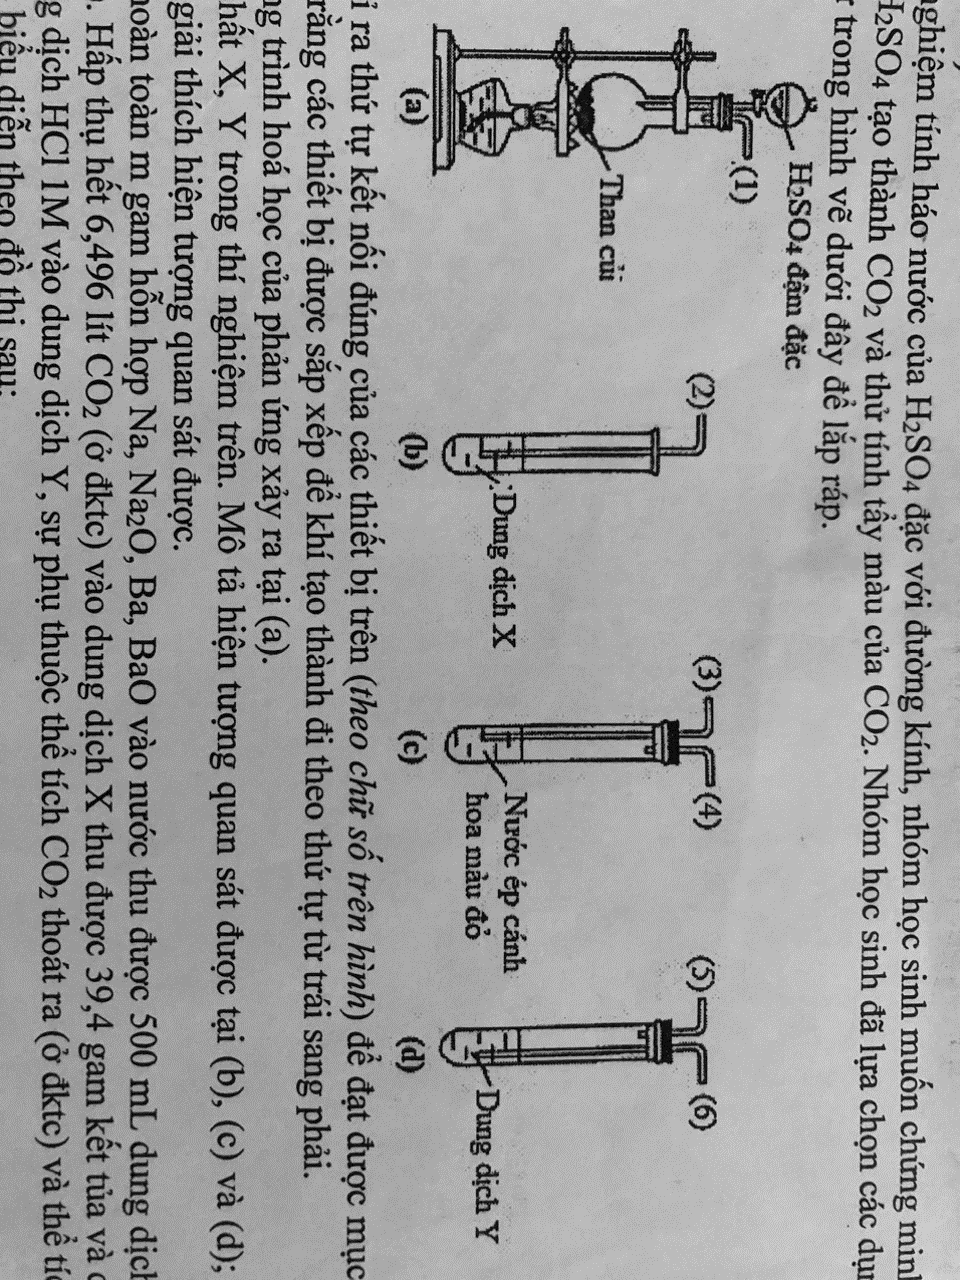 nghiệm tính háo nước của H₂SO₄ đặc với đường kính, nhóm học sinh muốn chứng minh
H₂SO₄ tạo thành CO₂ và thử tính tẩy màu của CO₂. Nhóm học sinh đã lựa chọn các dụn
trong hình vẽ dưới đây để lắp ráp.
H₂SO₄ đậm đặc
(1)
Than củi
(a)
(2)
Dung dịch X
(b)
(3)
(4)
Nước ép cánh
hoa màu đỏ
(c)
(5)
(6)
Dung dịch Y
(d)
ỉ ra thứ tự kết nối đúng của các thiết bị trên (theo chữ số trên hình) để đạt được mục
rằng các thiết bị được sắp xếp để khí tạo thành đi theo thứ tự từ trái sang phải.
ng trình hoá học của phản ứng xảy ra tại (a).
hất X, Y trong thí nghiệm trên. Mô tả hiện tượng quan sát được tại (b), (c) và (d);
giải thích hiện tượng quan sát được.
hoàn toàn m gam hỗn hợp Na, Na₂O, Ba, BaO vào nước thu được 500 mL dung dịch
. Hấp thụ hết 6,496 lít CO₂ (ở đktc) vào dung dịch X thu được 39,4 gam kết tủa và d
g dịch HCl 1M vào dung dịch Y, sự phụ thuộc thể tích CO₂ thoát ra (ở đktc) và thể tíc
biểu diễn theo đồ thị sau: